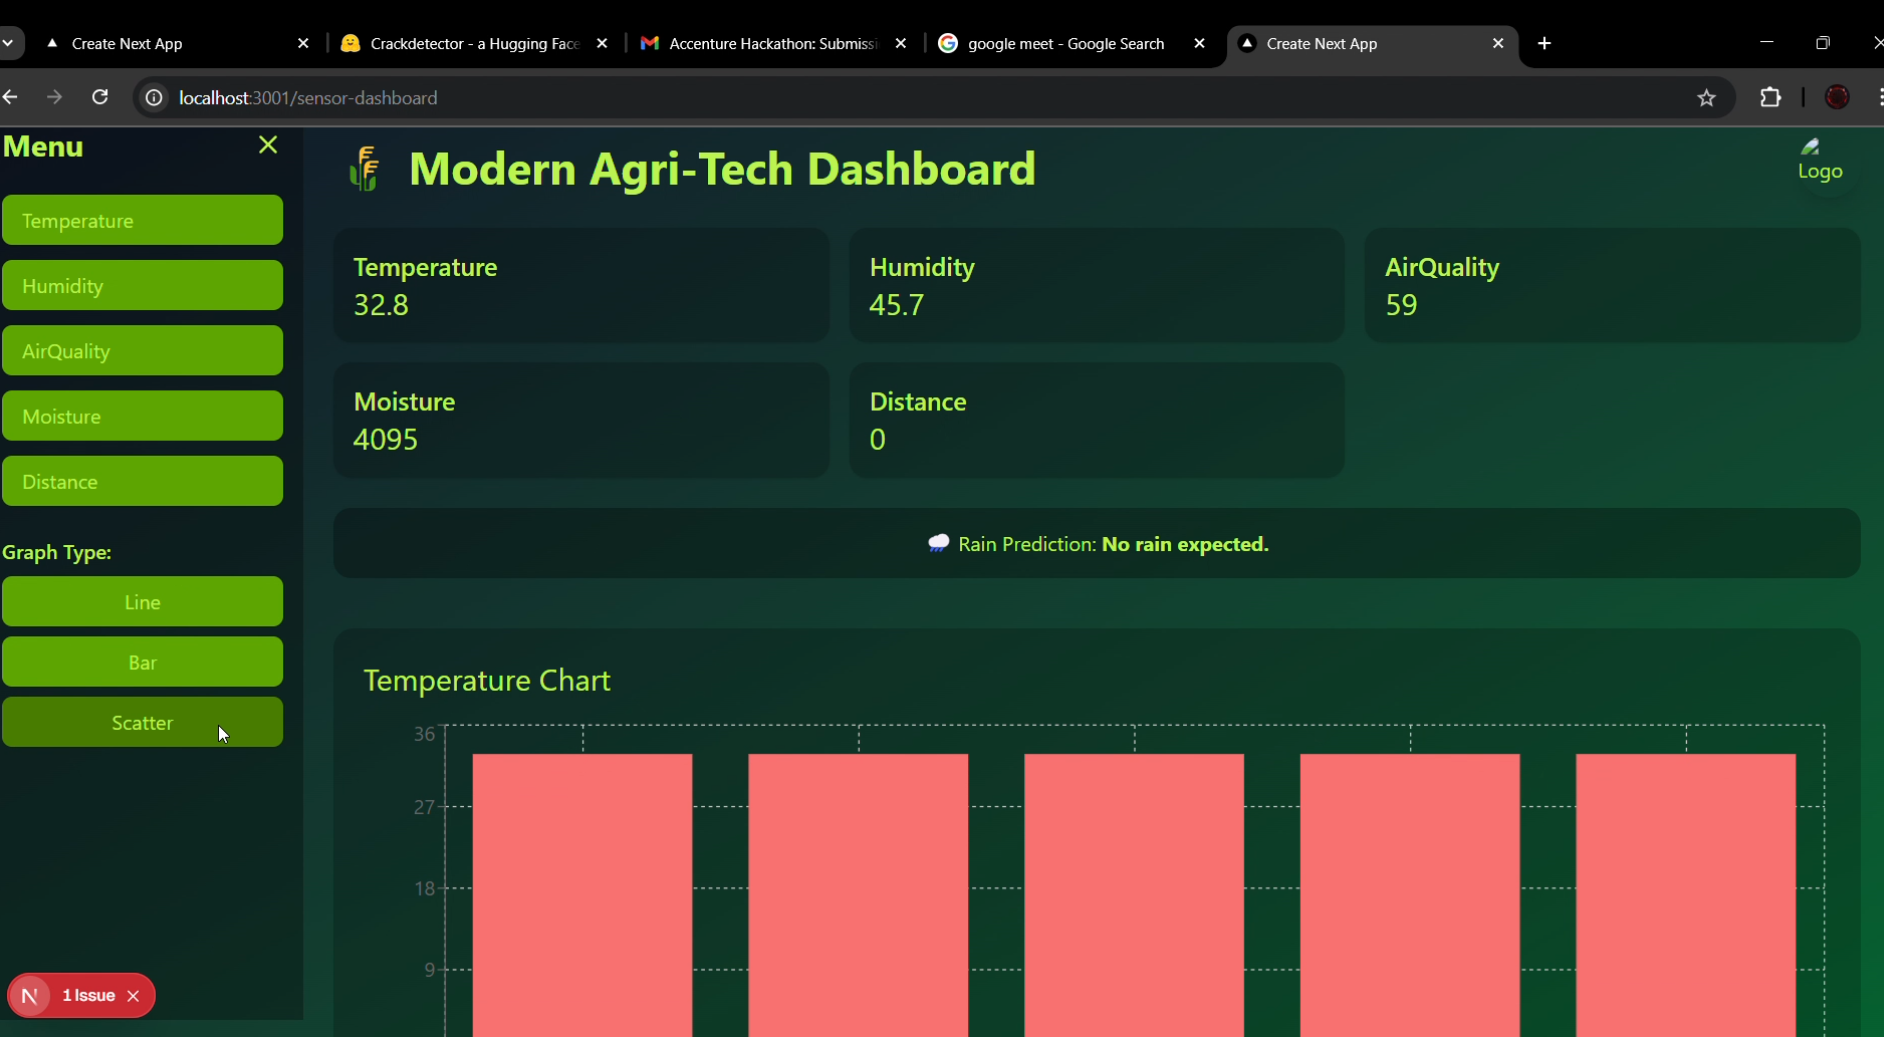 Create Next App
Crackdetector - a Hugging Face
Accenture Hackathon: Submissi
google meet - Google Search
Create Next App
localhost:3001/sensor-dashboard
Menu
Temperature
Humidity
AirQuality
Moisture
Distance
Graph Type:
Line
Bar
Scatter
N
1 Issue
Modern Agri-Tech Dashboard
Logo
Temperature
32.8
Humidity
45.7
AirQuality
59
Moisture
4095
Distance
0
Rain Prediction: No rain expected.
Temperature Chart
36
27
18
9